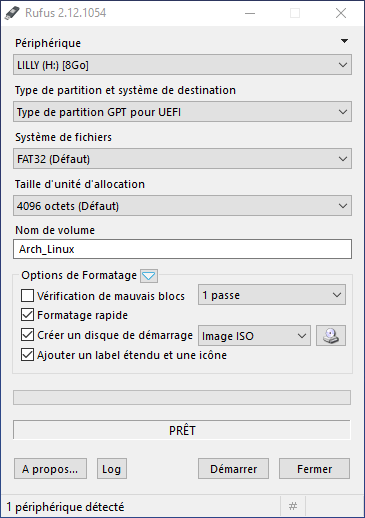 Rufus 2.12.1054
Périphérique
LILLY (H:) [8Go]
Type de partition et système de destination
Type de partition GPT pour UEFI
Système de fichiers
FAT32 (Défaut)
Taille d'unité d'allocation
4096 octets (Défaut)
Nom de volume
Arch_Linux
Options de Formatage
Vérification de mauvais blocs 1 passe
Formatage rapide
Créer un disque de démarrage Image ISO
Ajouter un label étendu et une icône
PRÊT
A propos... Log Démarrer Fermer
1 périphérique détecté #